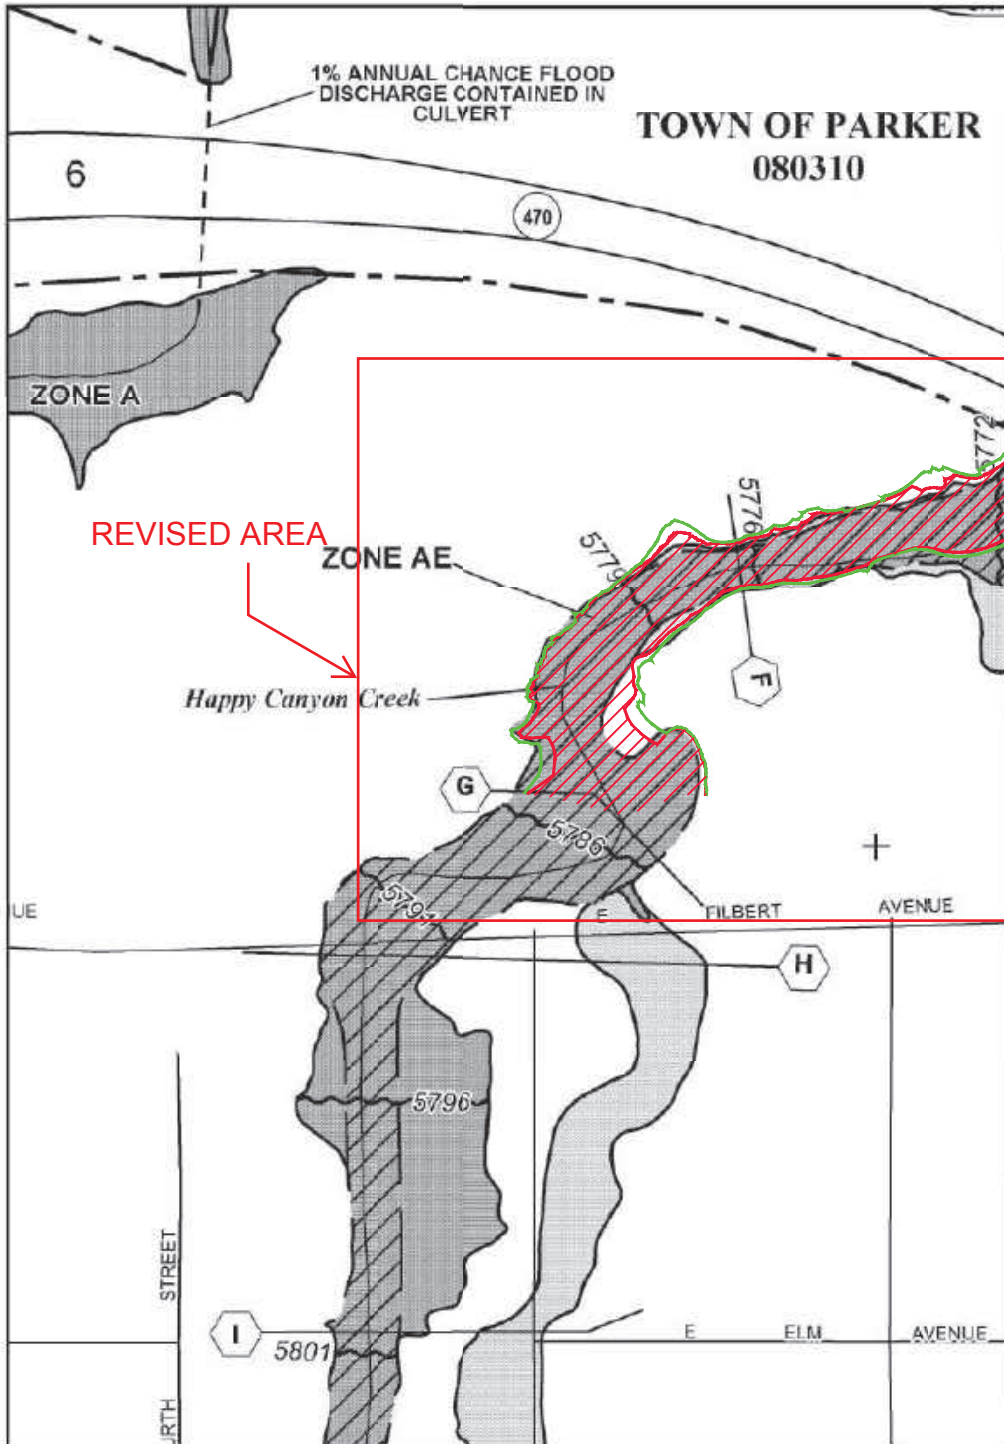 1% ANNUAL CHANCE FLOOD
DISCHARGE CONTAINED IN
CULVERT
TOWN OF PARKER
080310
6
470
ZONE A
5772
5776
REVISED AREA
5779
ZONE AE
F
Happy Canyon Creek
G
5786
5791
UE
E FILBERT AVENUE
H
5796
STREET
I
5801
E ELM AVENUE
URTH